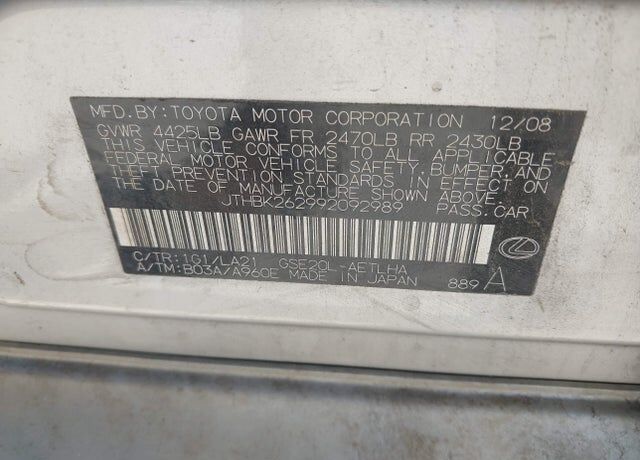 MFD.BY:TOYOTA MOTOR CORPORATION 12/08
GVWR 4425LB GAWR FR 2470LB RR 2430LB
THIS VEHICLE CONFORMS TO ALL APPLICABLE
FEDERAL MOTOR VEHICLE SAFETY,BUMPER,AND
THEFT PREVENTION STANDARDS IN EFFECT ON
THE DATE OF MANUFACTURE SHOWN ABOVE.
JTHBK262992092989 PASS.CAR
C/TR:1G1/LA21 GSE20L-AETLHA
A/TM:B03A/A960E MADE IN JAPAN 889 A